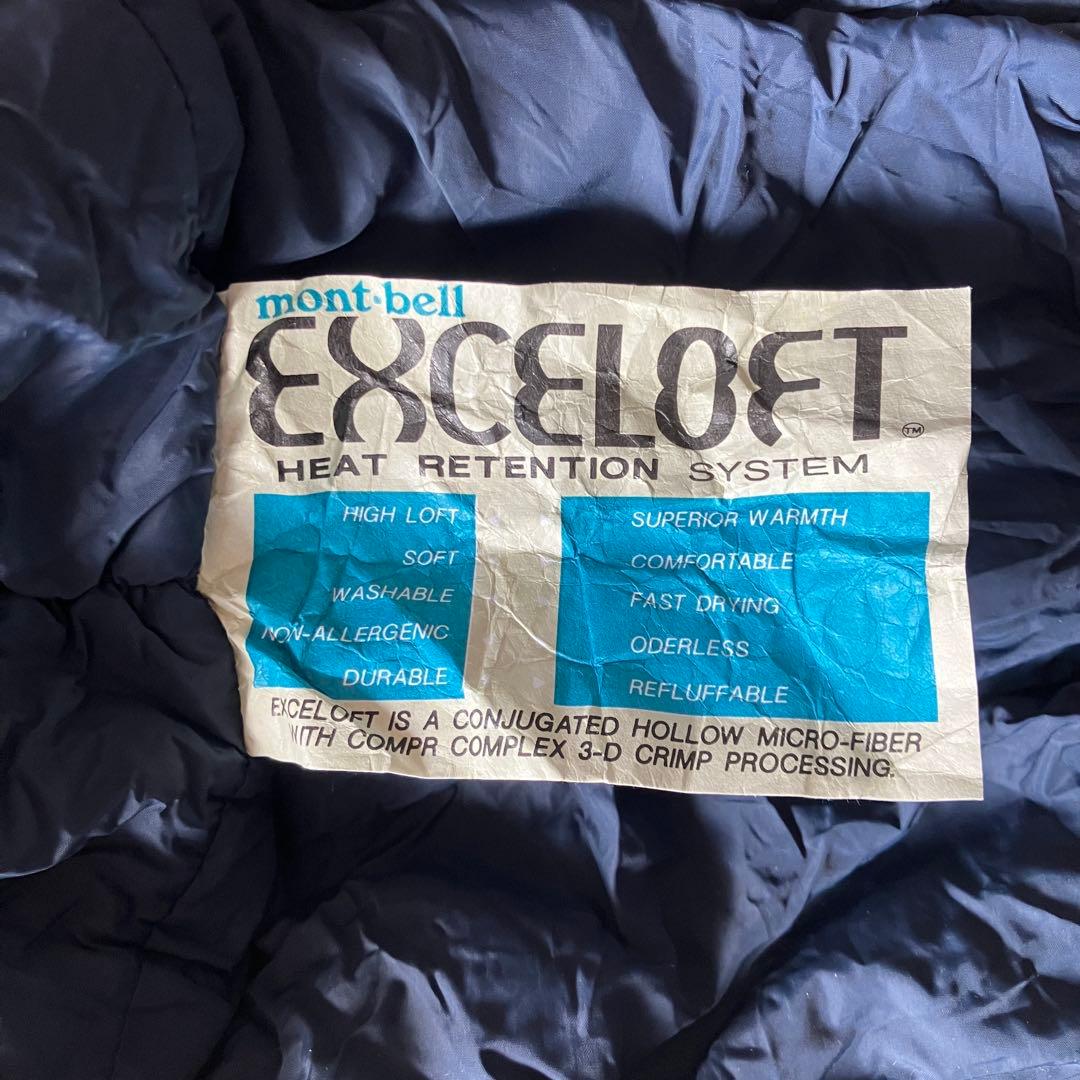 mont·bell
EXCELOFT
TM
HEAT RETENTION SYSTEM
HIGH LOFT
SOFT
WASHABLE
NON-ALLERGENIC
DURABLE
SUPERIOR WARMTH
COMFORTABLE
FAST DRYING
ODERLESS
REFLUFFABLE
EXCELOFT IS A CONJUGATED HOLLOW MICRO-FIBER
WITH COMPR COMPLEX 3-D CRIMP PROCESSING.